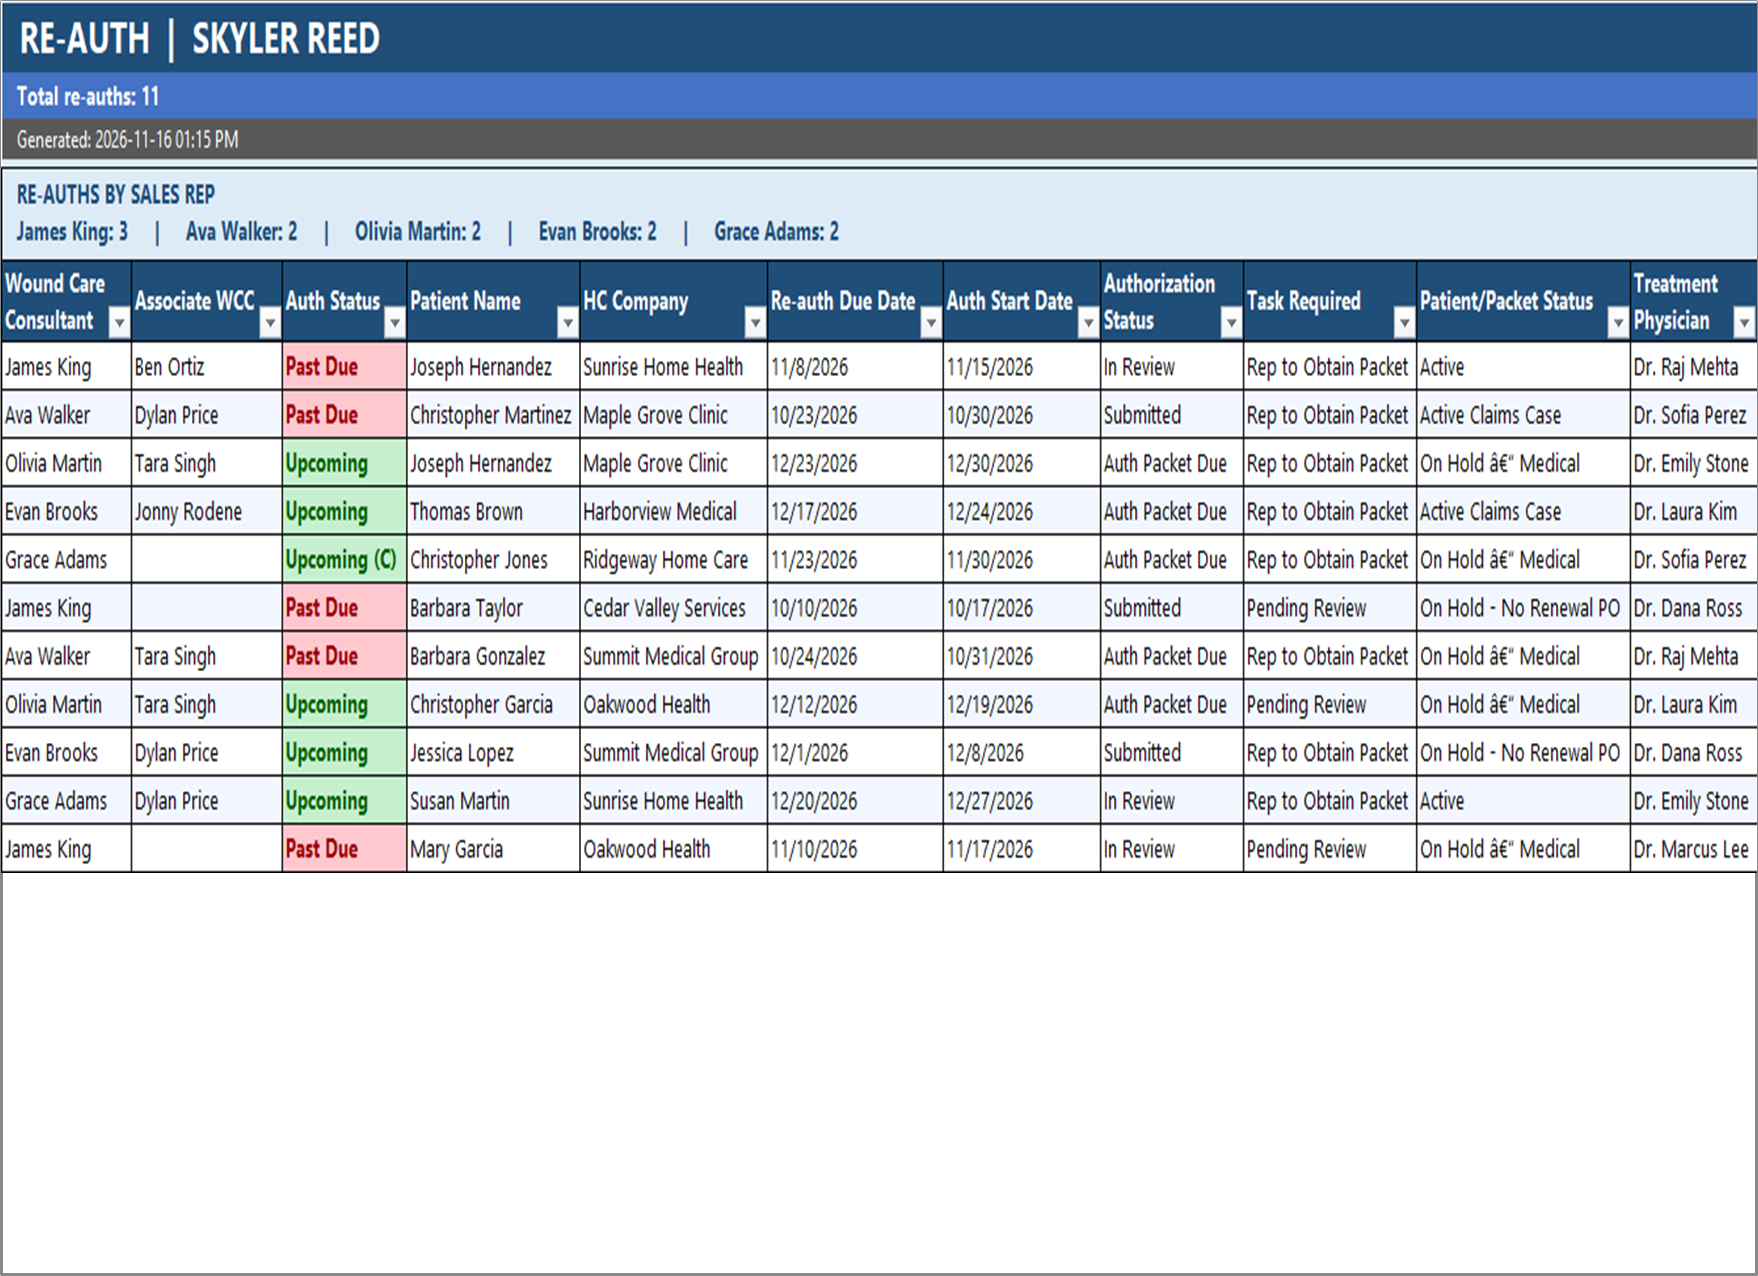 RE-AUTH | SKYLER REED
Total re-auths: 11
Generated: 2026-11-16 01:15 PM
RE-AUTHS BY SALES REP
James King: 3 | Ava Walker: 2 | Olivia Martin: 2 | Evan Brooks: 2 | Grace Adams: 2
Wound Care Consultant Associate WCC Auth Status Patient Name HC Company Re-auth Due Date Auth Start Date Authorization Status Task Required Patient/Packet Status Treatment Physician
James King Ben Ortiz Past Due Joseph Hernandez Sunrise Home Health 11/8/2026 11/15/2026 In Review Rep to Obtain Packet Active Dr. Raj Mehta
Ava Walker Dylan Price Past Due Christopher Martinez Maple Grove Clinic 10/23/2026 10/30/2026 Submitted Rep to Obtain Packet Active Claims Case Dr. Sofia Perez
Olivia Martin Tara Singh Upcoming Joseph Hernandez Maple Grove Clinic 12/23/2026 12/30/2026 Auth Packet Due Rep to Obtain Packet On Hold â€“ Medical Dr. Emily Stone
Evan Brooks Jonny Rodene Upcoming Thomas Brown Harborview Medical 12/17/2026 12/24/2026 Auth Packet Due Rep to Obtain Packet Active Claims Case Dr. Laura Kim
Grace Adams Upcoming (C) Christopher Jones Ridgeway Home Care 11/23/2026 11/30/2026 Auth Packet Due Rep to Obtain Packet On Hold â€“ Medical Dr. Sofia Perez
James King Past Due Barbara Taylor Cedar Valley Services 10/10/2026 10/17/2026 Submitted Pending Review On Hold - No Renewal PO Dr. Dana Ross
Ava Walker Tara Singh Past Due Barbara Gonzalez Summit Medical Group 10/24/2026 10/31/2026 Auth Packet Due Rep to Obtain Packet On Hold â€“ Medical Dr. Raj Mehta
Olivia Martin Tara Singh Upcoming Christopher Garcia Oakwood Health 12/12/2026 12/19/2026 Auth Packet Due Pending Review On Hold â€“ Medical Dr. Laura Kim
Evan Brooks Dylan Price Upcoming Jessica Lopez Summit Medical Group 12/1/2026 12/8/2026 Submitted Rep to Obtain Packet On Hold - No Renewal PO Dr. Dana Ross
Grace Adams Dylan Price Upcoming Susan Martin Sunrise Home Health 12/20/2026 12/27/2026 In Review Rep to Obtain Packet Active Dr. Emily Stone
James King Past Due Mary Garcia Oakwood Health 11/10/2026 11/17/2026 In Review Pending Review On Hold â€“ Medical Dr. Marcus Lee